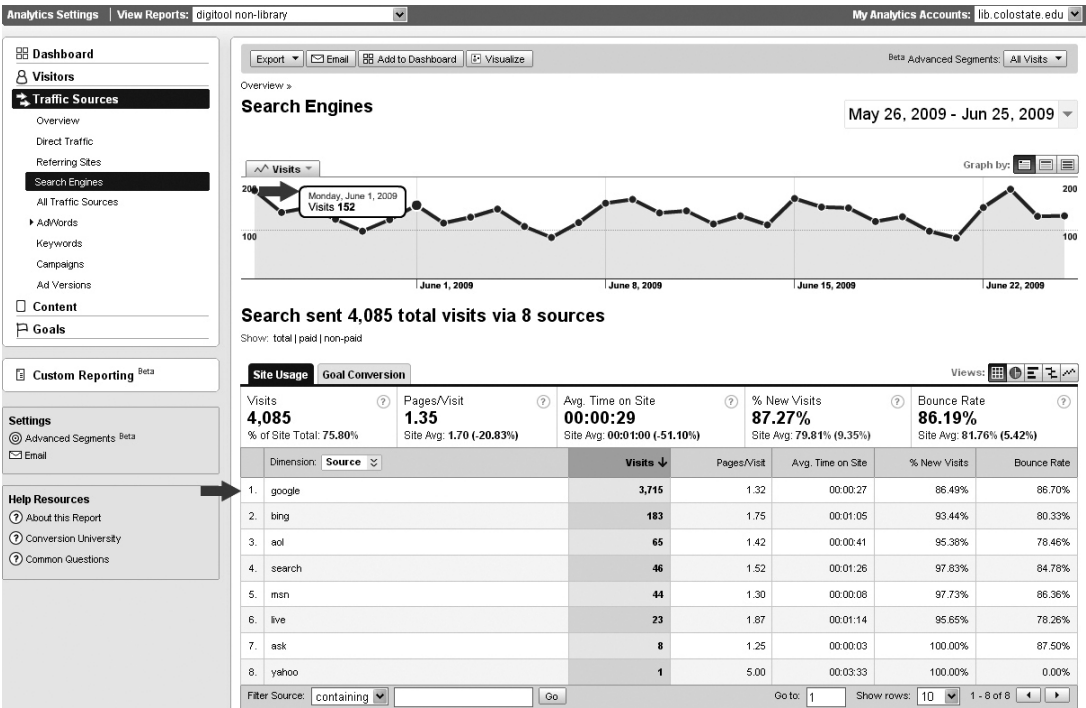 Analytics Settings | View Reports: digitool non-library My Analytics Accounts: lib.colostate.edu
Dashboard
Visitors
Traffic Sources
Overview
Direct Traffic
Referring Sites
Search Engines
All Traffic Sources
AdWords
Keywords
Campaigns
Ad Versions
Content
Goals
Custom Reporting Beta
Settings
Advanced Segments Beta
Email
Help Resources
About this Report
Conversion University
Common Questions
Export Email Add to Dashboard Visualize Beta Advanced Segments: All Visits
Overview »
Search Engines
May 26, 2009 - Jun 25, 2009
Visits Graph by:
200 200
Monday, June 1, 2009
Visits 152
100 100
June 1, 2009 June 8, 2009 June 15, 2009 June 22, 2009
Search sent 4,085 total visits via 8 sources
Show: total | paid | non-paid
Site Usage Goal Conversion Views:
Visits ? Pages/Visit ? Avg. Time on Site ? % New Visits ? Bounce Rate ?
4,085 1.35 00:00:29 87.27% 86.19%
% of Site Total: 75.80% Site Avg: 1.70 (-20.83%) Site Avg: 00:01:00 (-51.10%) Site Avg: 79.81% (9.35%) Site Avg: 81.76% (5.42%)
Dimension: Source Visits Pages/Visit Avg. Time on Site % New Visits Bounce Rate
1. google 3,715 1.32 00:00:27 86.49% 86.70%
2. bing 183 1.75 00:01:05 93.44% 80.33%
3. aol 65 1.42 00:00:41 95.38% 78.46%
4. search 46 1.52 00:01:26 97.83% 84.78%
5. msn 44 1.30 00:00:08 97.73% 86.36%
6. live 23 1.87 00:01:14 95.65% 78.26%
7. ask 8 1.25 00:00:03 100.00% 87.50%
8. yahoo 1 5.00 00:03:33 100.00% 0.00%
Filter Source: containing Go Go to: 1 Show rows: 10 1 - 8 of 8